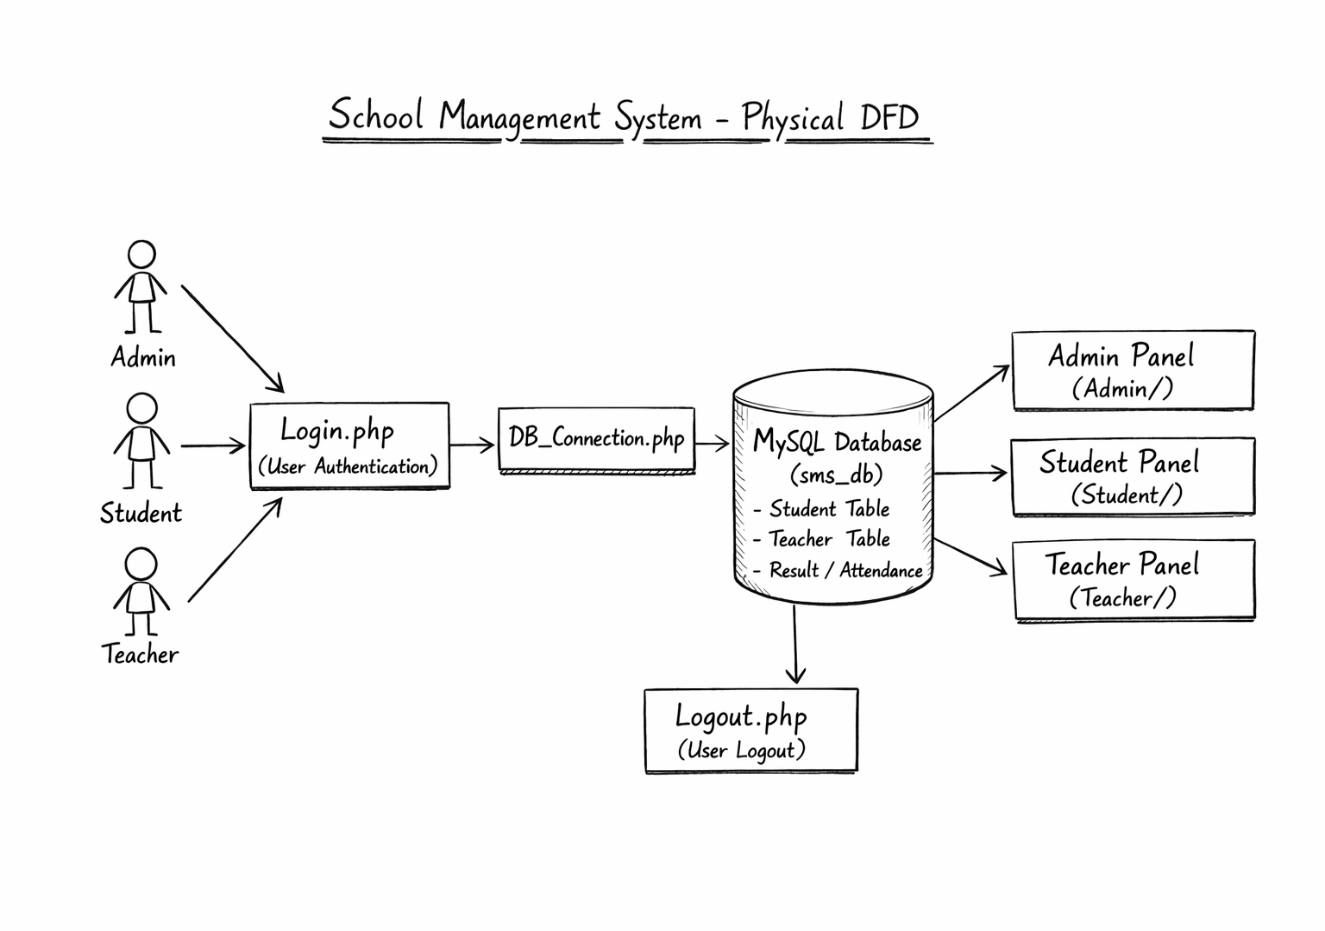 School Management System - Physical DFD
Admin
Student
Teacher
Login.php
(User Authentication)
DB_Connection.php
MySQL Database
(sms_db)
- Student Table
- Teacher Table
- Result / Attendance
Admin Panel
(Admin/)
Student Panel
(Student/)
Teacher Panel
(Teacher/)
Logout.php
(User Logout)